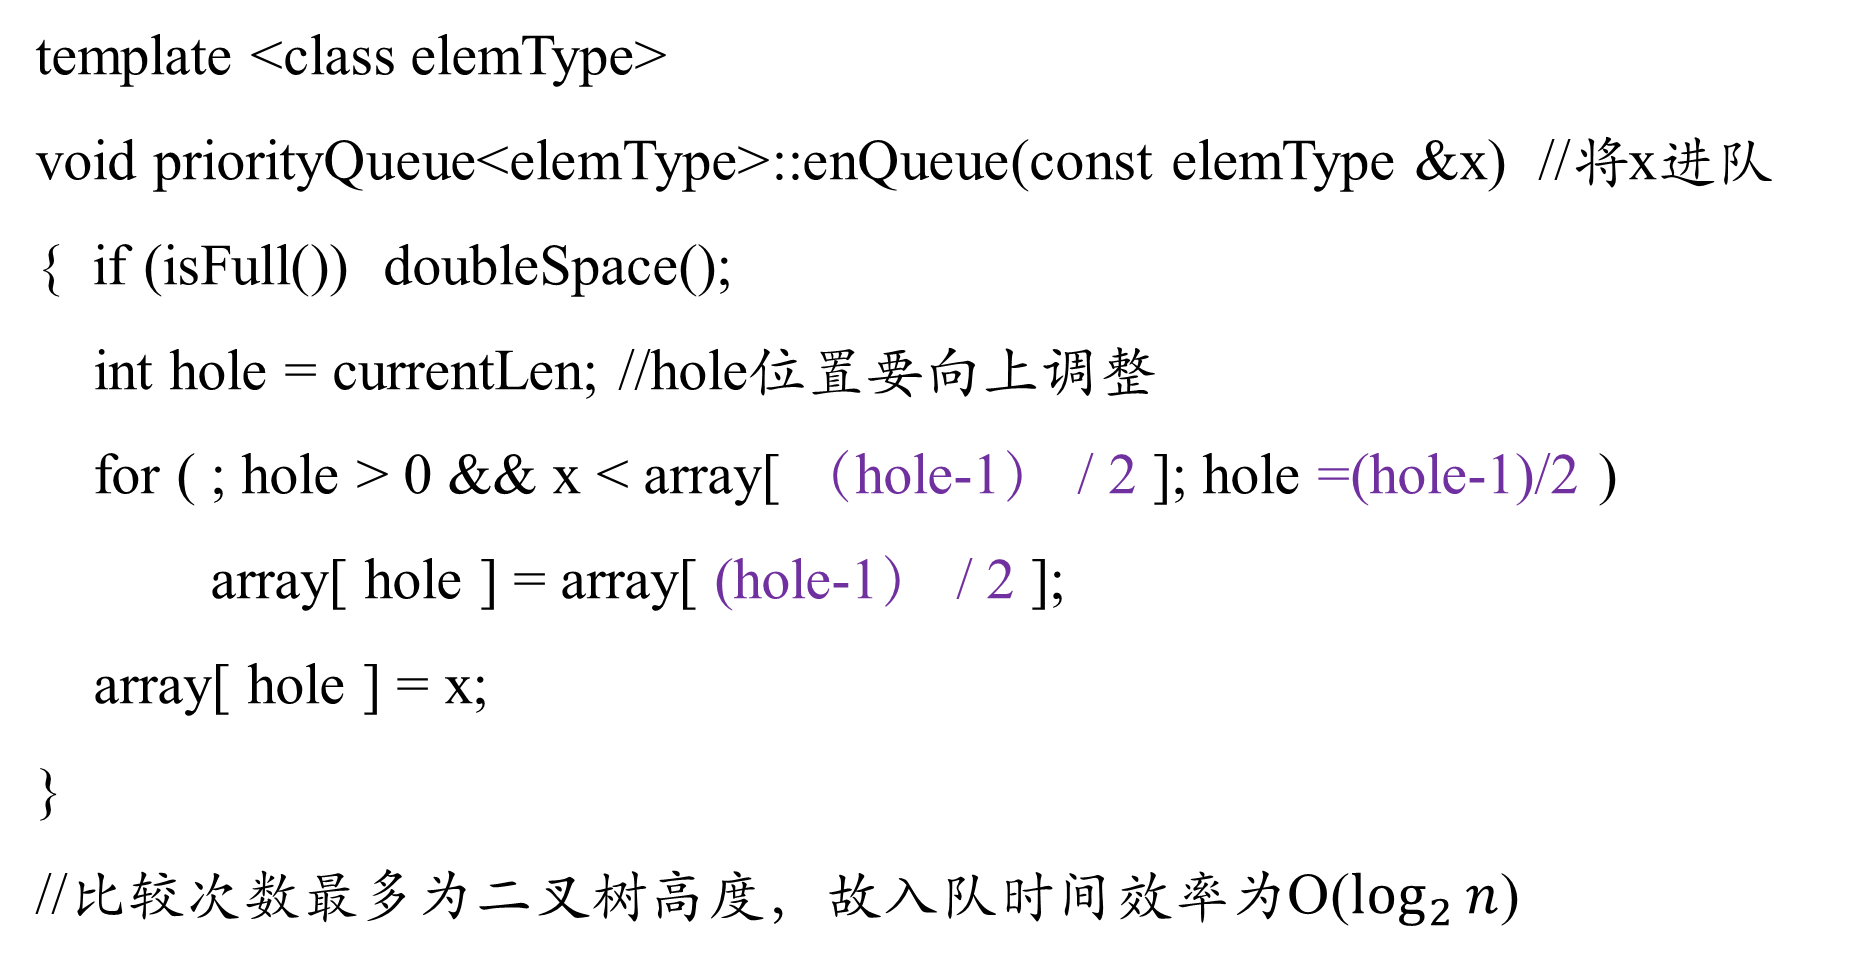 template <class elemType>
void priorityQueue<elemType>::enQueue(const elemType &x) //将x进队
{ if (isFull()) doubleSpace();
int hole = currentLen; //hole位置要向上调整
for ( ; hole > 0 && x < array[ （hole-1） / 2 ]; hole =(hole-1)/2 )
array[ hole ] = array[ (hole-1） / 2 ];
array[ hole ] = x;
}
//比较次数最多为二叉树高度，故入队时间效率为O(log₂ n)